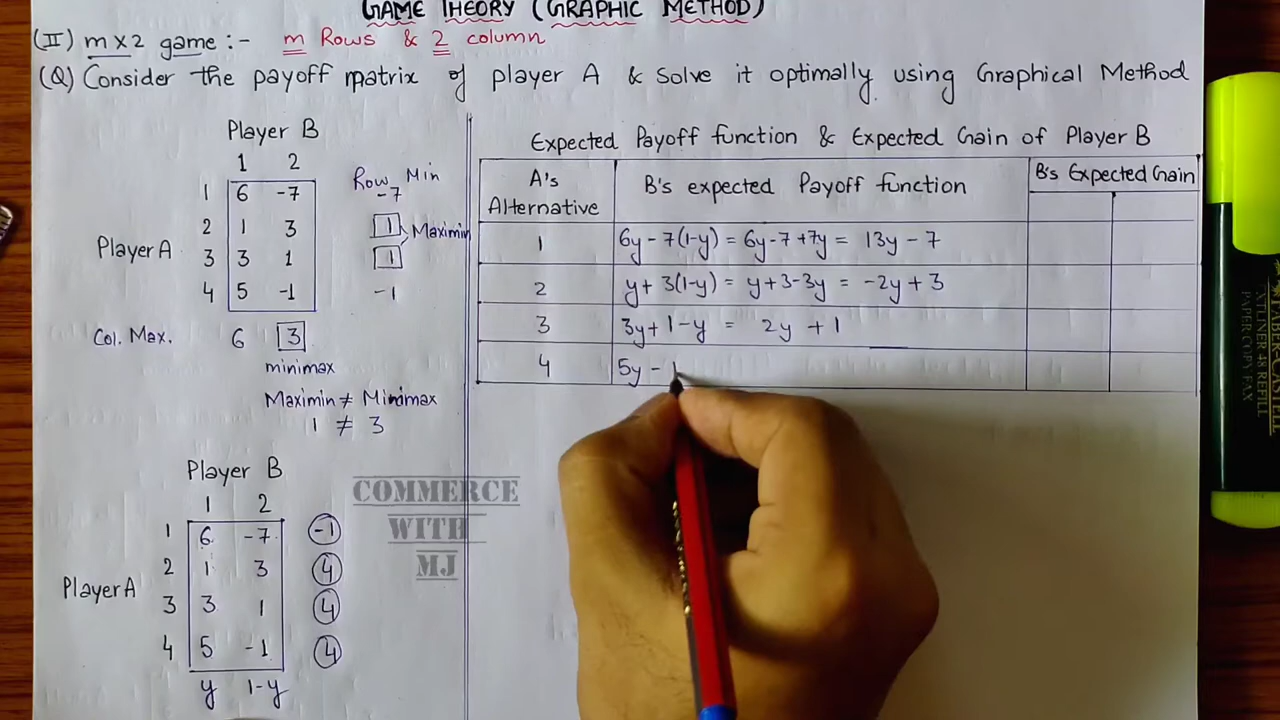 GAME THEORY (GRAPHIC METHOD)
(II) m x 2 game :- m Rows & 2 column
(Q) Consider the payoff matrix of player A & Solve it optimally using Graphical Method
Player B
1 2
Row Min
1 6 -7 -7
2 1 3 1 Maximin
Player A 3 3 1 1
4 5 -1 -1
Col. Max. 6 3
minimax
Maximin ≠ Minimax
1 ≠ 3
Player B
1 2
1 6 -7 -1
2 1 3 4
Player A 3 3 1 4
4 5 -1 4
y 1-y
Expected Payoff function & Expected Gain of Player B
A's Alternative B's expected Payoff function B's Expected Gain
1 6y - 7(1-y) = 6y - 7 + 7y = 13y - 7
2 y + 3(1-y) = y + 3 - 3y = -2y + 3
3 3y + 1 - y = 2y + 1
4 5y - 1
COMMERCE
WITH
MJ